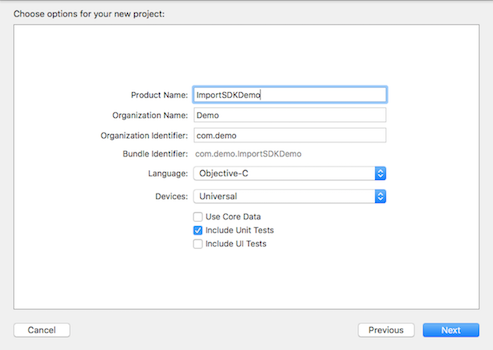 Choose options for your new project:
Product Name: ImportSDKDemo
Organization Name: Demo
Organization Identifier: com.demo
Bundle Identifier: com.demo.ImportSDKDemo
Language: Objective-C
Devices: Universal
Use Core Data
Include Unit Tests
Include UI Tests
Cancel Previous Next